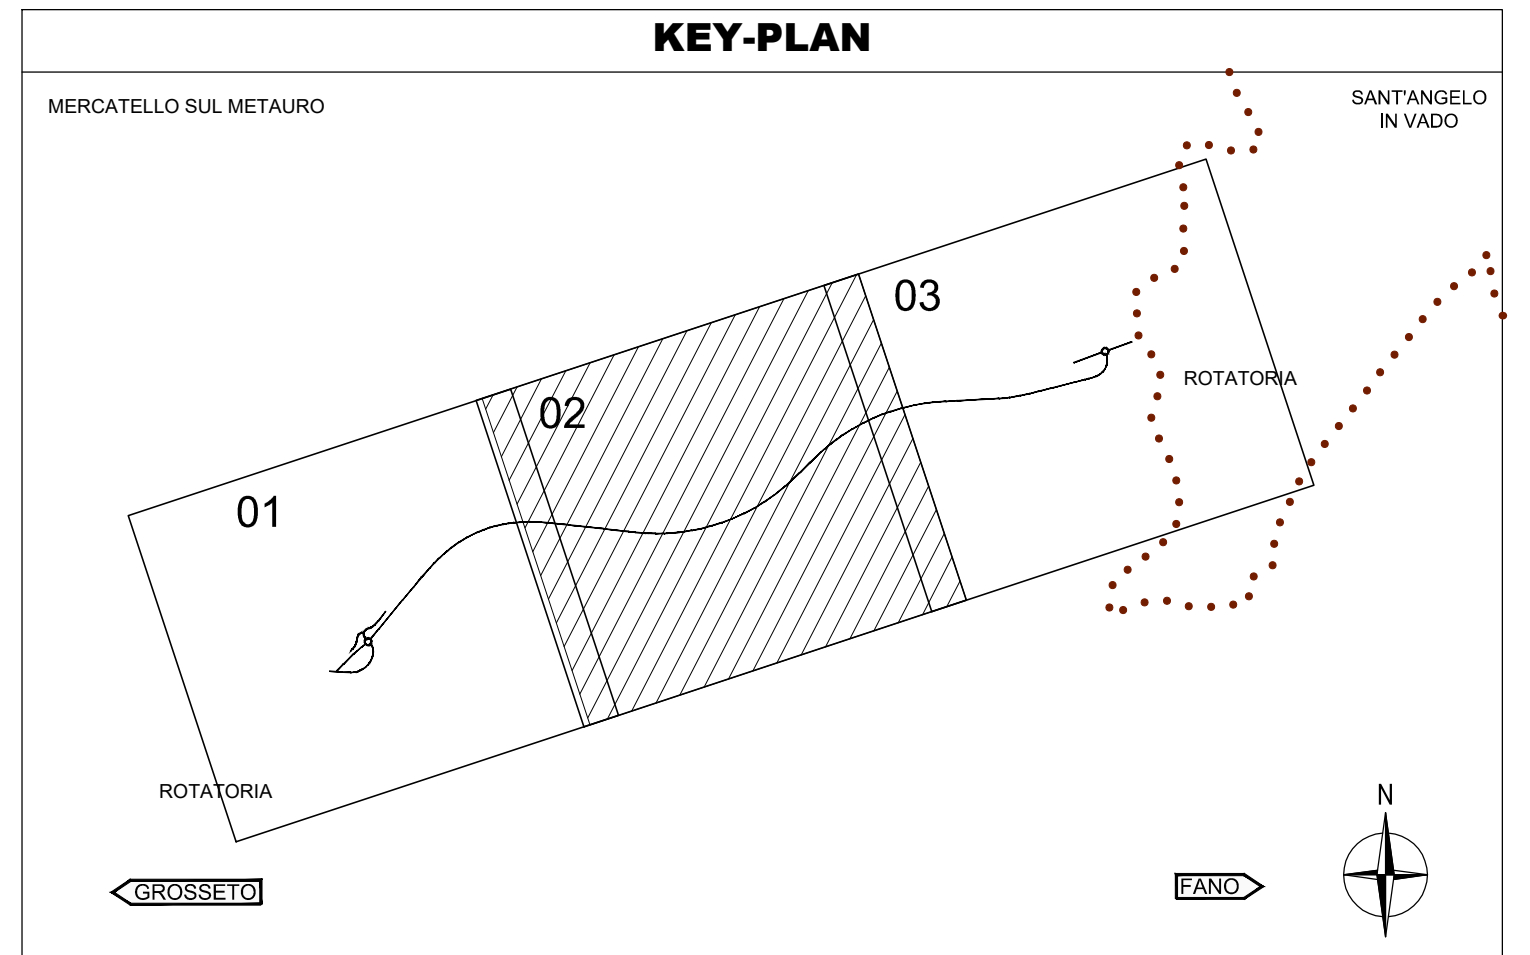 KEY-PLAN
MERCATELLO SUL METAURO
SANT'ANGELO
IN VADO
03
ROTATORIA
02
01
ROTATORIA
N
GROSSETO
FANO